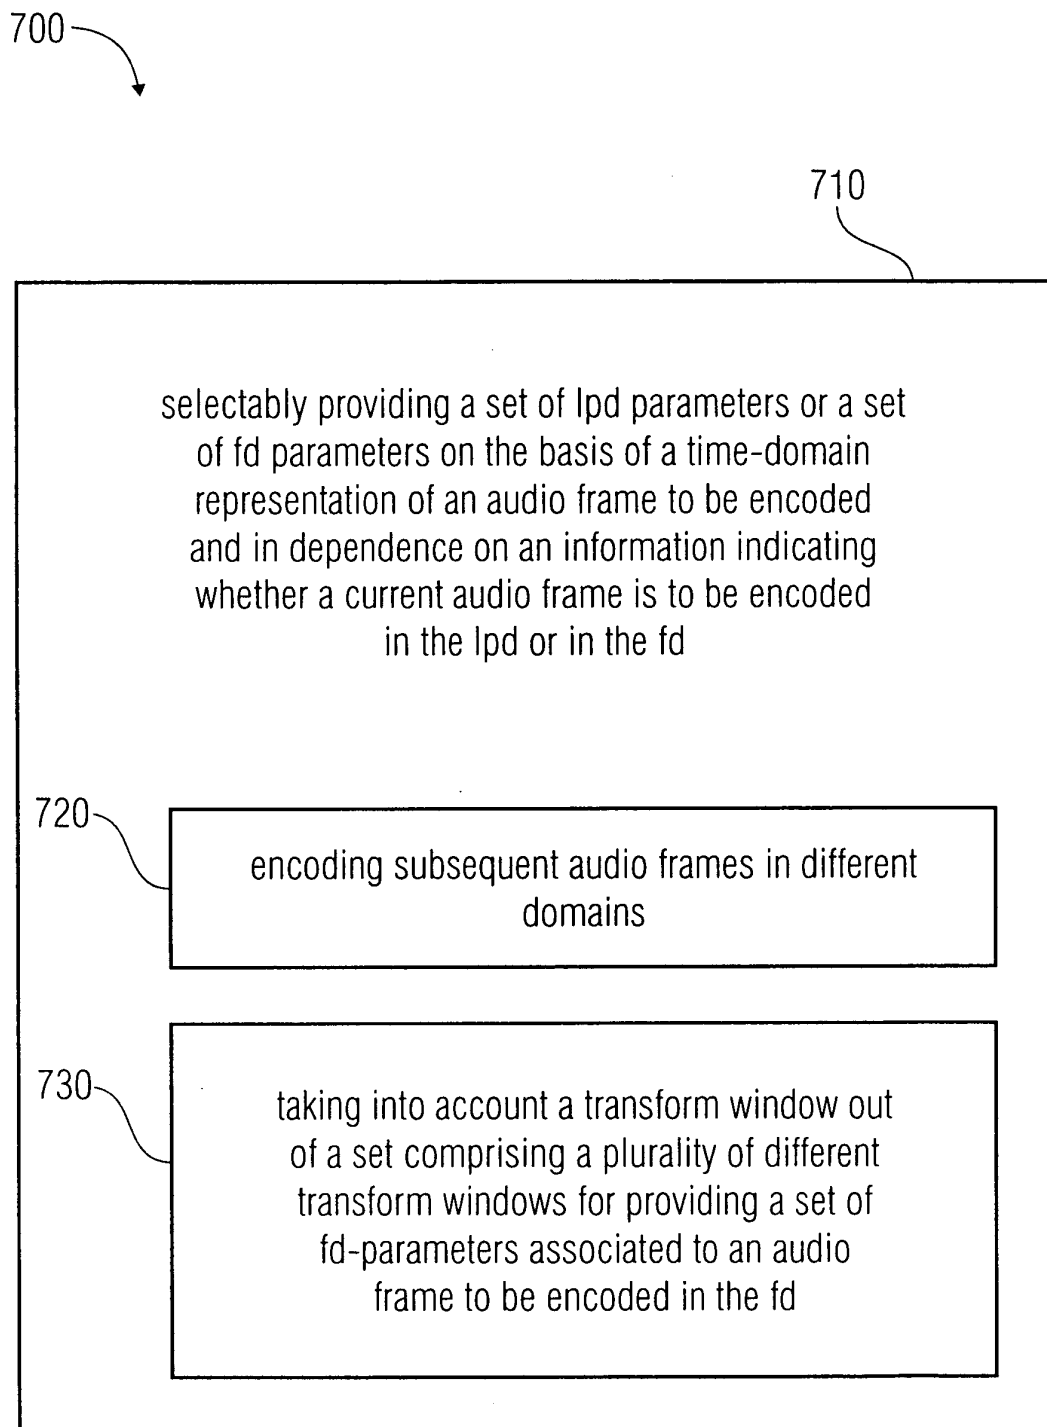 700
710
selectably providing a set of lpd parameters or a set
of fd parameters on the basis of a time-domain
representation of an audio frame to be encoded
and in dependence on an information indicating
whether a current audio frame is to be encoded
in the lpd or in the fd
720
encoding subsequent audio frames in different
domains
730
taking into account a transform window out
of a set comprising a plurality of different
transform windows for providing a set of
fd-parameters associated to an audio
frame to be encoded in the fd